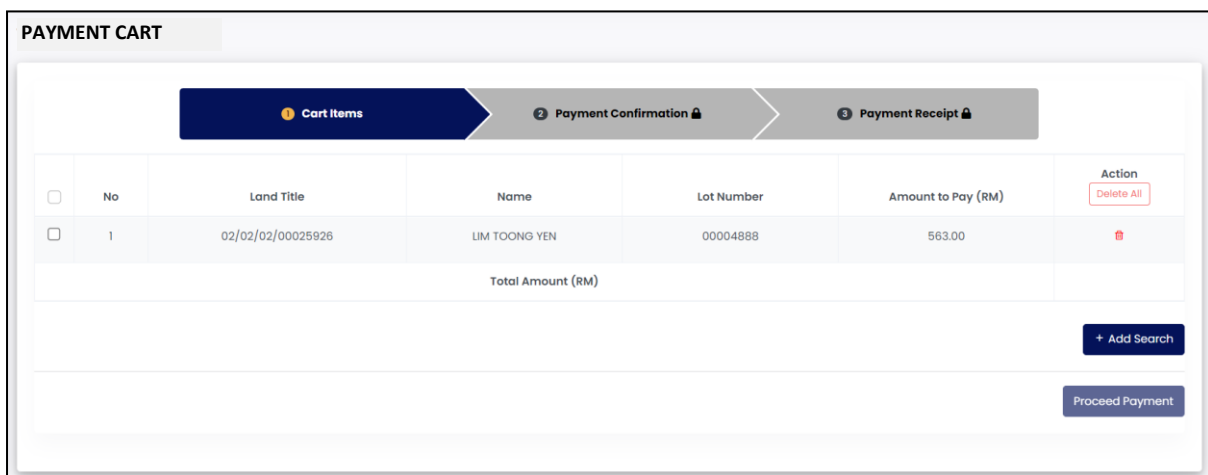 PAYMENT CART
1 Cart Items 2 Payment Confirmation 3 Payment Receipt
No Land Title Name Lot Number Amount to Pay (RM) Action
Delete All
1 02/02/02/00025926 LIM TOONG YEN 00004888 563.00
Total Amount (RM)
+ Add Search
Proceed Payment